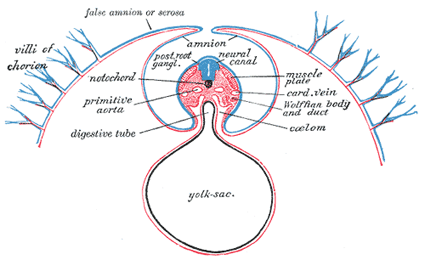 false amnion or serosa
villi of
chorion
amnion
post. root
gangl.
neural
canal
notochord
muscle
plate
primitive
aorta
card. vein
Wolffian body
and duct
digestive tube
cœlom
yolk-sac.